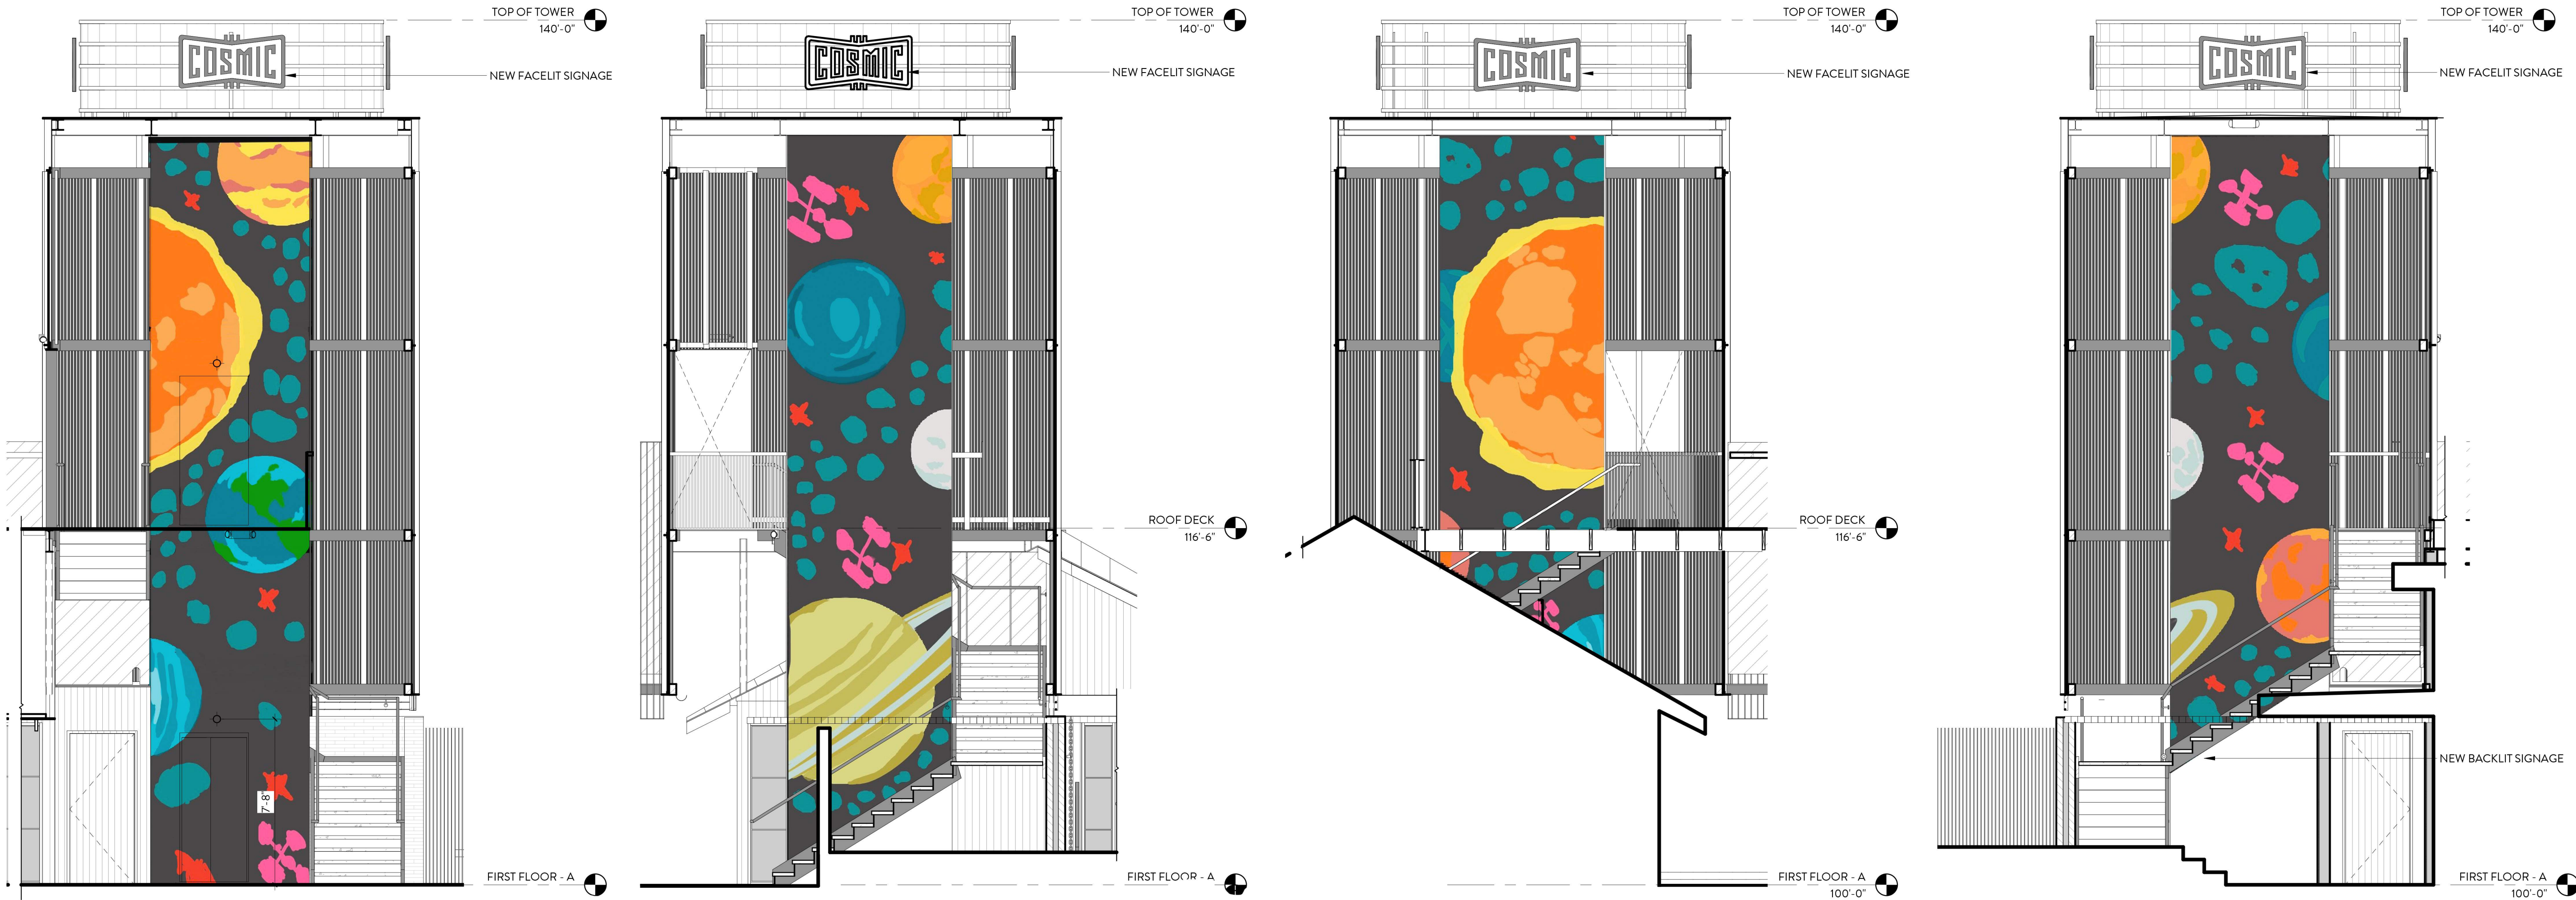 TOP OF TOWER
140'-0"
COSMIC
NEW FACELIT SIGNAGE
7'-8"
FIRST FLOOR - A
TOP OF TOWER
140'-0"
COSMIC
NEW FACELIT SIGNAGE
ROOF DECK
116'-6"
FIRST FLOOR - A
TOP OF TOWER
140'-0"
COSMIC
NEW FACELIT SIGNAGE
ROOF DECK
116'-6"
FIRST FLOOR - A
100'-0"
TOP OF TOWER
140'-0"
COSMIC
NEW FACELIT SIGNAGE
NEW BACKLIT SIGNAGE
FIRST FLOOR - A
100'-0"